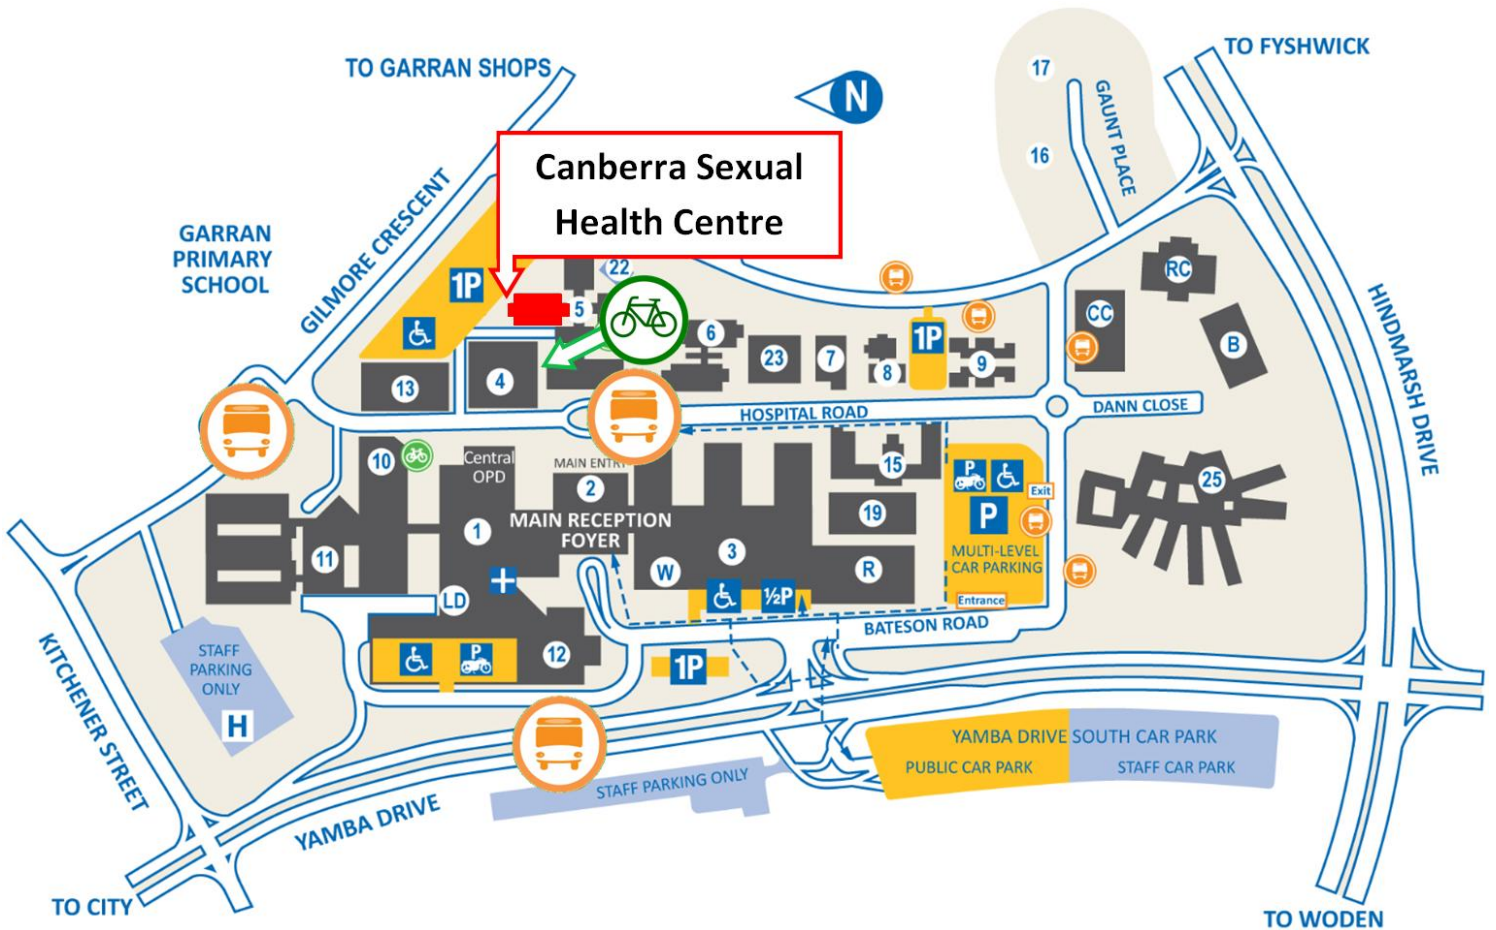 TO FYSHWICK
TO GARRAN SHOPS
17
N
GAUNT PLACE
16
Canberra Sexual
Health Centre
GILMORE CRESCENT
GARRAN
PRIMARY
SCHOOL
22
RC
1P
5
CC
HINDMARSH DRIVE
6
1P
B
23
7
8
9
4
13
HOSPITAL ROAD
DANN CLOSE
10
Central
OPD
MAIN ENTRY
2
15
P
25
Exit
MAIN RECEPTION
FOYER
1
19
P
3
MULTI-LEVEL
CAR PARKING
11
W
R
LD
½P
Entrance
BATESON ROAD
12
P
1P
STAFF
PARKING
ONLY
H
KITCHENER STREET
YAMBA DRIVE SOUTH CAR PARK
PUBLIC CAR PARK
STAFF CAR PARK
STAFF PARKING ONLY
YAMBA DRIVE
TO CITY
TO WODEN